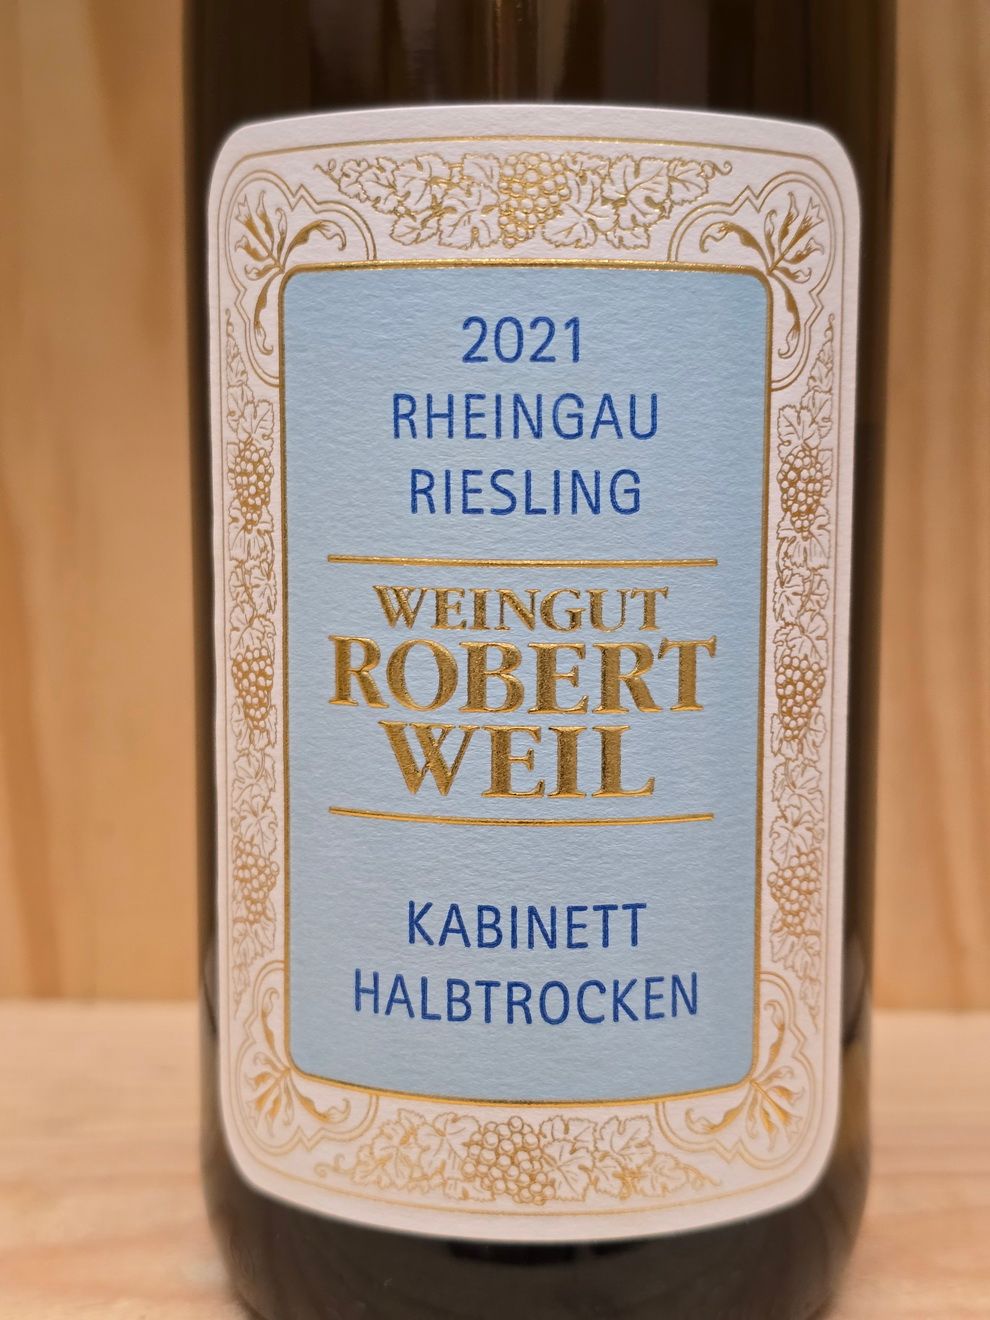 2021
RHEINGAU
RIESLING
WEINGUT
ROBERT
WEIL
KABINETT
HALBTROCKEN